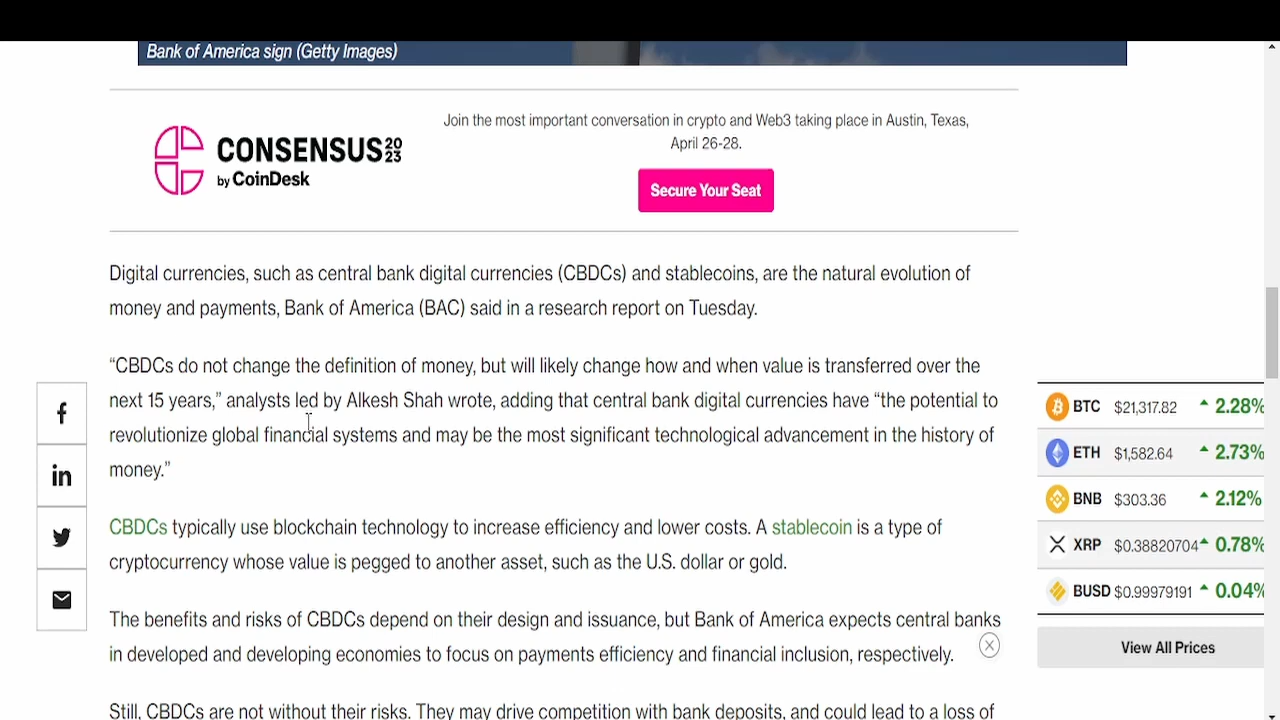 Bank of America sign (Getty Images)
CONSENSUS 2023
by CoinDesk
Join the most important conversation in crypto and Web3 taking place in Austin, Texas,
April 26-28.
Secure Your Seat
Digital currencies, such as central bank digital currencies (CBDCs) and stablecoins, are the natural evolution of
money and payments, Bank of America (BAC) said in a research report on Tuesday.
“CBDCs do not change the definition of money, but will likely change how and when value is transferred over the
next 15 years,” analysts led by Alkesh Shah wrote, adding that central bank digital currencies have “the potential to
revolutionize global financial systems and may be the most significant technological advancement in the history of
money.”
CBDCs typically use blockchain technology to increase efficiency and lower costs. A stablecoin is a type of
cryptocurrency whose value is pegged to another asset, such as the U.S. dollar or gold.
The benefits and risks of CBDCs depend on their design and issuance, but Bank of America expects central banks
in developed and developing economies to focus on payments efficiency and financial inclusion, respectively.
Still, CBDCs are not without their risks. They may drive competition with bank deposits, and could lead to a loss of
BTC $21,317.82 2.28%
ETH $1,582.64 2.73%
BNB $303.36 2.12%
XRP $0.38820704 0.78%
BUSD $0.99979191 0.04%
View All Prices